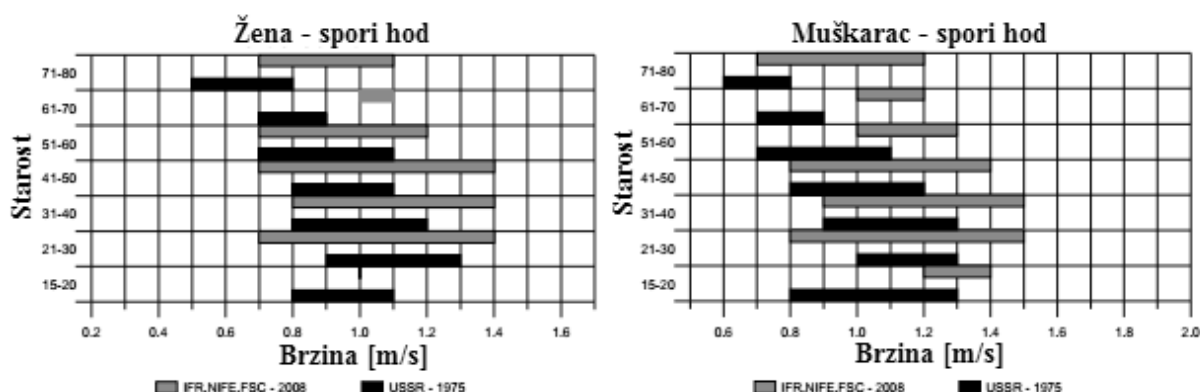 Žena - spori hod
Starost
71-80
61-70
51-60
41-50
31-40
21-30
15-20
0.2 0.4 0.6 0.8 1.0 1.2 1.4 1.6
Brzina [m/s]
IFR,NIFE,FSC - 2008 USSR - 1975
Muškarac - spori hod
Starost
71-80
61-70
51-60
41-50
31-40
21-30
15-20
0.6 0.8 1.0 1.2 1.4 1.6 1.8 2.0
Brzina [m/s]
IFR,NIFE,FSC - 2008 USSR - 1975